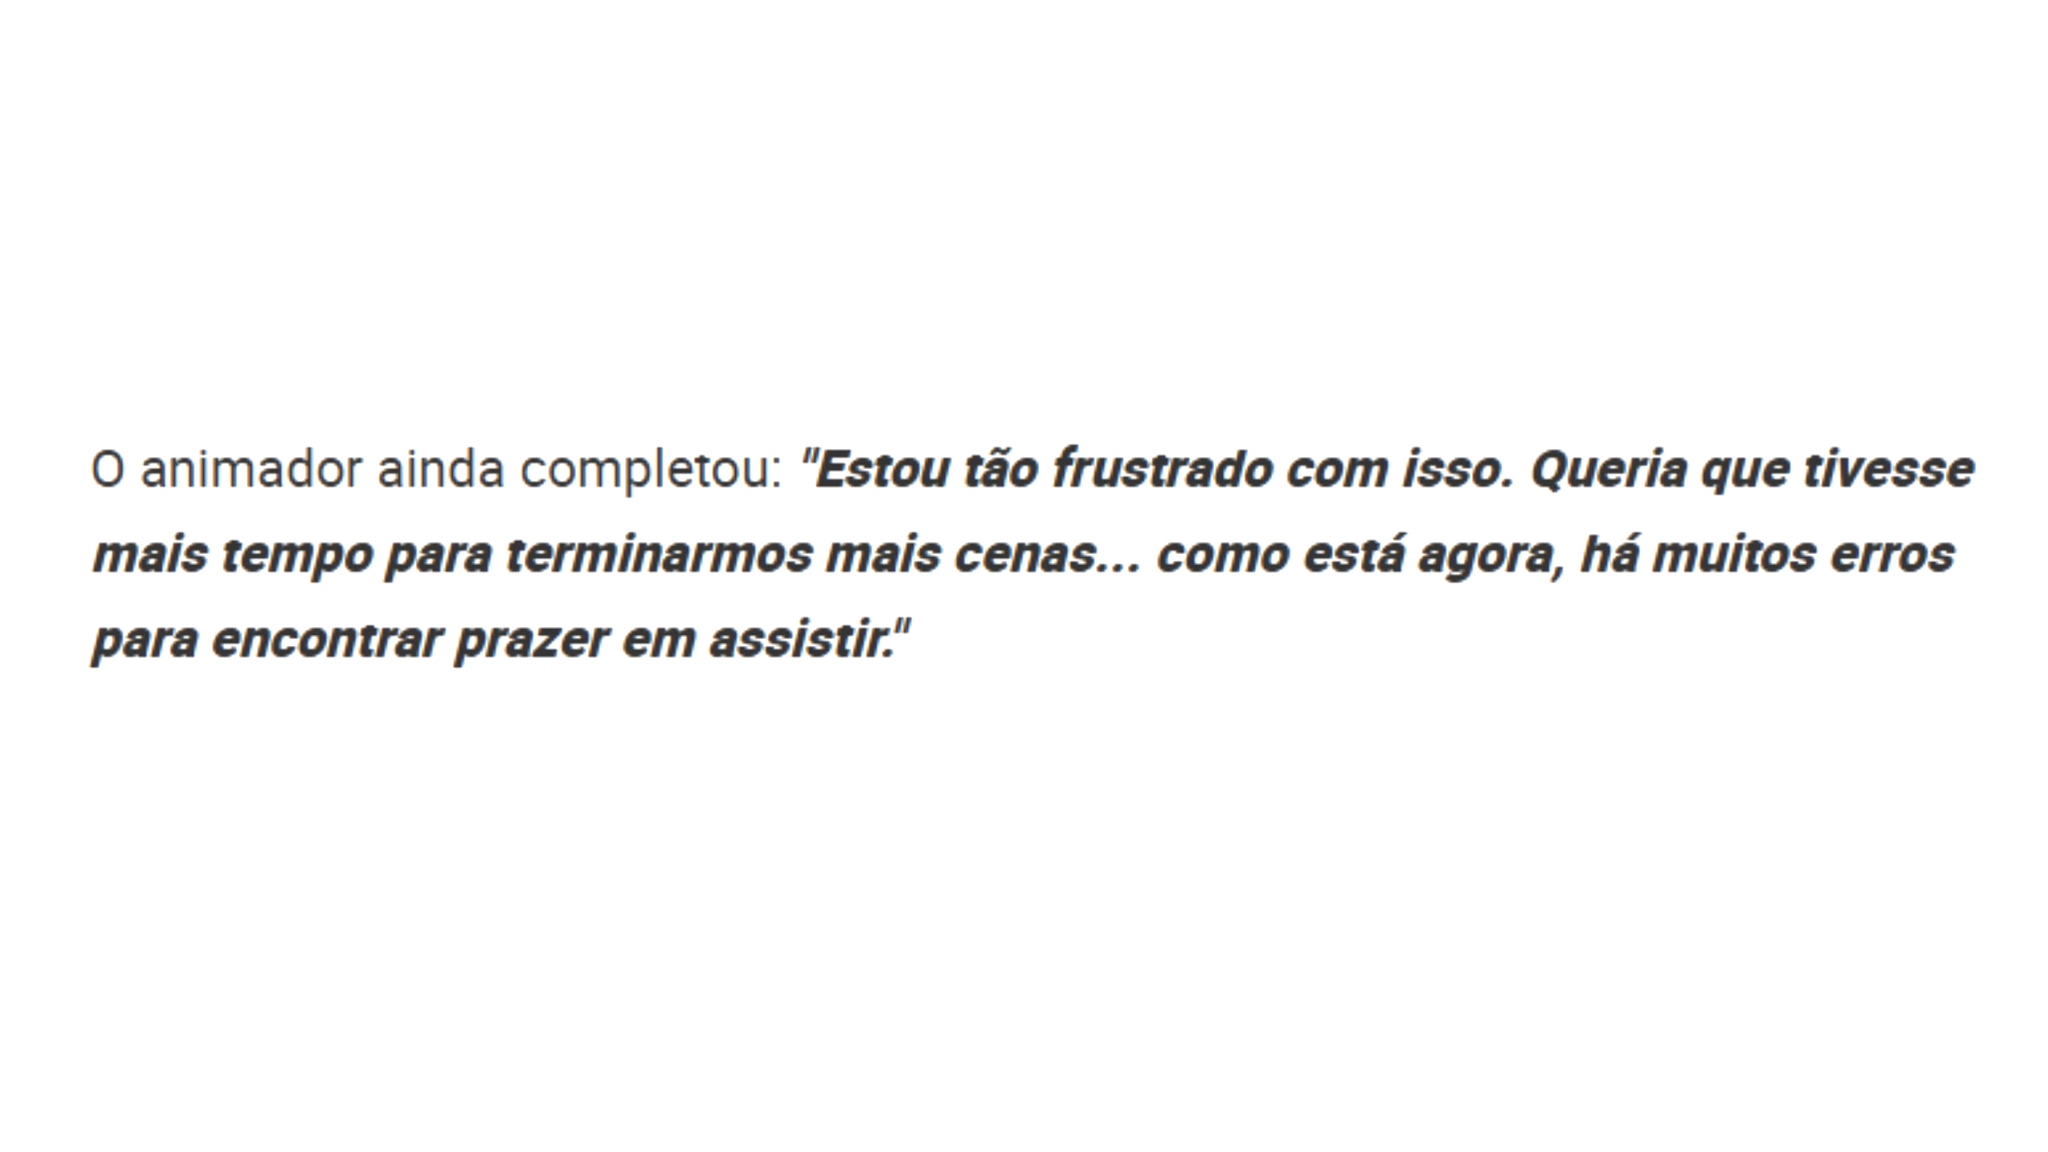 O animador ainda completou: "Estou tão frustrado com isso. Queria que tivesse
mais tempo para terminarmos mais cenas... como está agora, há muitos erros
para encontrar prazer em assistir."